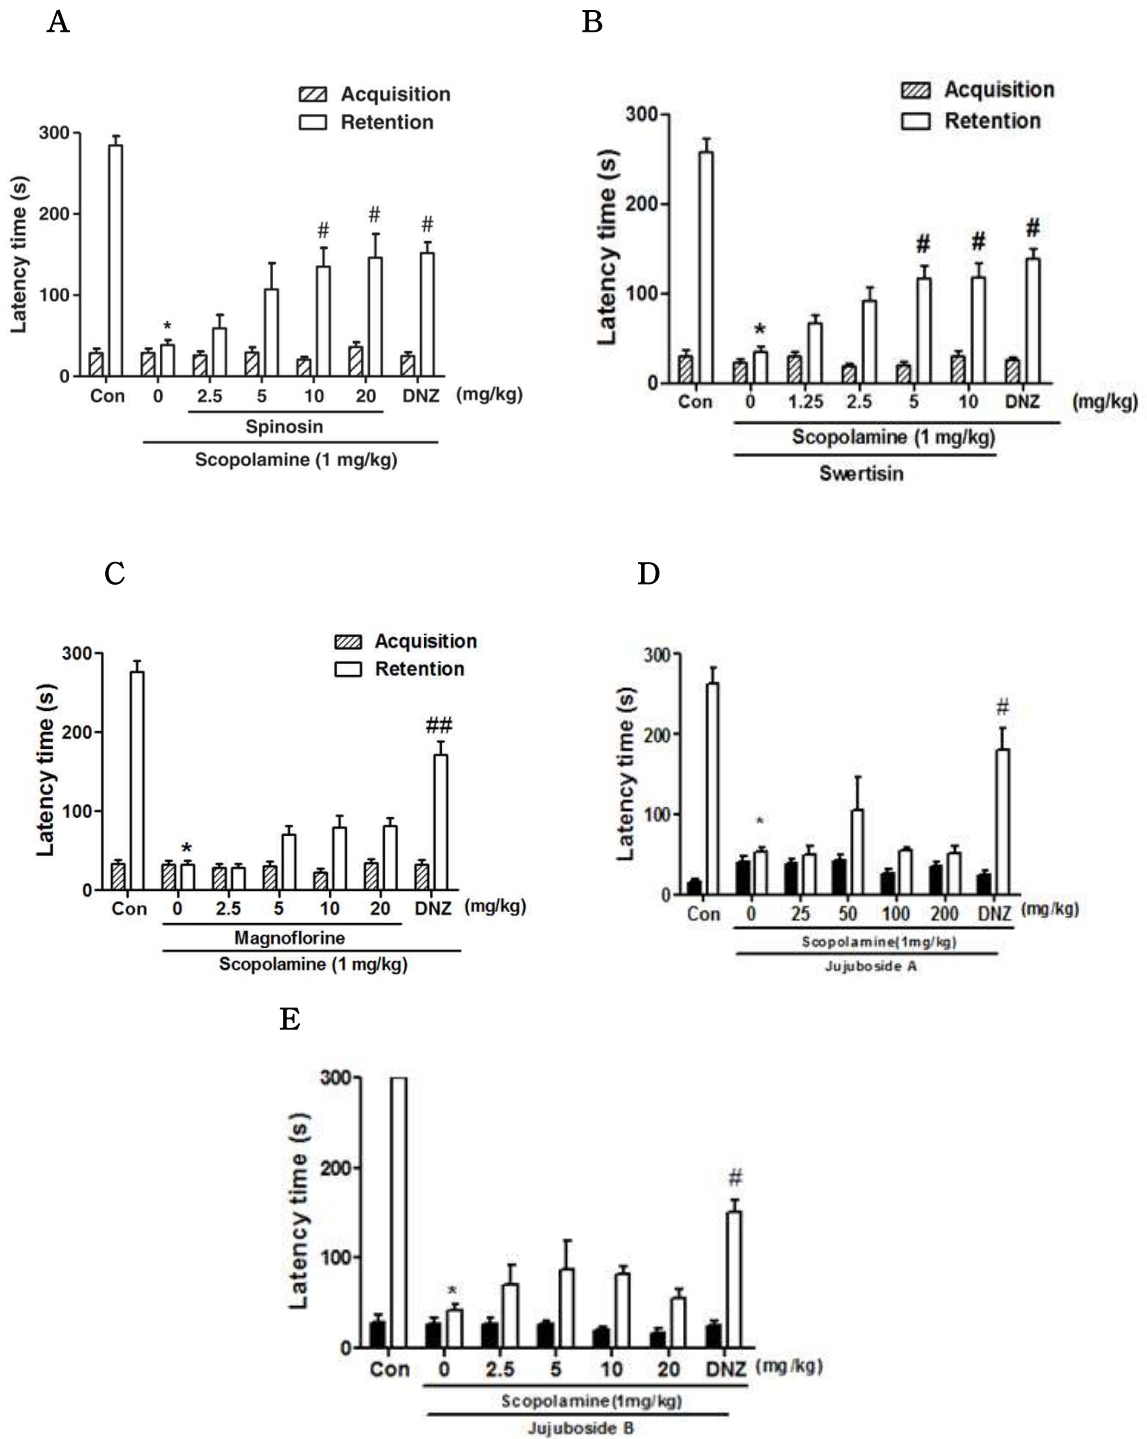 A
Acquisition
Retention
Latency time (s)
300
200
100
0
*
#
#
#
Con 0 2.5 5 10 20 DNZ (mg/kg)
Spinosin
Scopolamine (1 mg/kg)
B
Acquisition
Retention
Latency time (s)
300
200
100
0
*
#
#
#
Con 0 1.25 2.5 5 10 DNZ (mg/kg)
Scopolamine (1 mg/kg)
Swertisin
C
Acquisition
Retention
Latency time (s)
300
200
100
0
*
##
Con 0 2.5 5 10 20 DNZ (mg/kg)
Magnoflorine
Scopolamine (1 mg/kg)
D
Latency time (s)
300
200
100
0
*
#
Con 0 25 50 100 200 DNZ (mg/kg)
Scopolamine(1mg/kg)
Jujuboside A
E
Latency time (s)
300
200
100
0
*
#
Con 0 2.5 5 10 20 DNZ (mg/kg)
Scopolamine(1mg/kg)
Jujuboside B